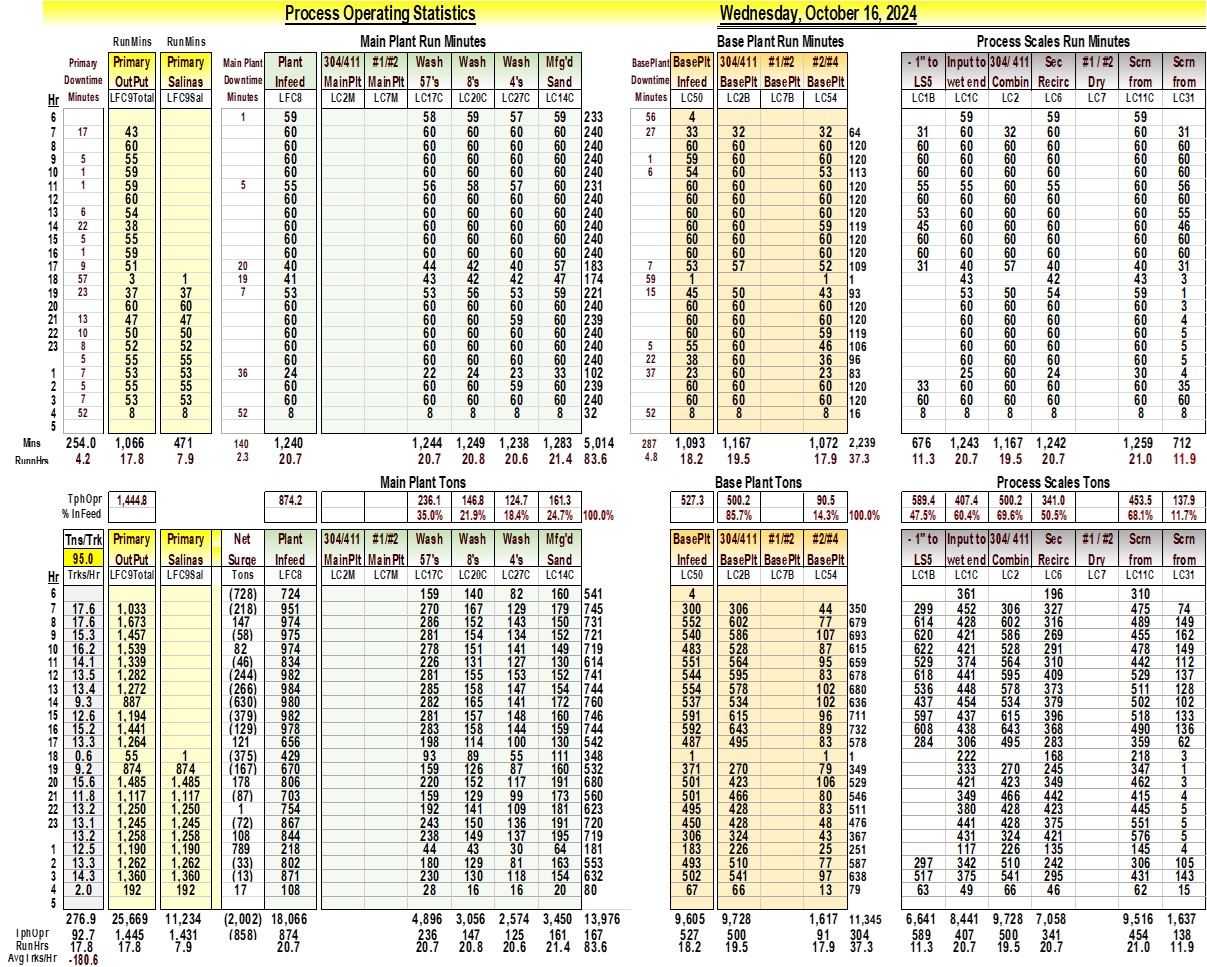 Process Operating Statistics Wednesday, October 16, 2024
RunMins RunMins Main Plant Run Minutes Base Plant Run Minutes Process Scales Run Minutes
Primary Primary Primary Main Plant Plant 304/411 #1/#2 Wash Wash Wash Mfg'd BasePlant BasePlt 304/411 #1/#2 #2/#4 - 1" to Input to 304/ 411 Sec #1 / #2 Scrn Scrn
Downtime OutPut Salinas Downtime Infeed MainPlt MainPlt 57's 8's 4's Sand Downtime Infeed BasePlt BasePlt BasePlt LS5 wet end Combin Recirc Dry from from
Hr Minutes LFC9Total LFC9Sal Minutes LFC8 LC2M LC7M LC17C LC20C LC27C LC14C Minutes LC50 LC2B LC7B LC54 LC1B LC1C LC2 LC6 LC7 LC11C LC31
6 1 59 58 59 57 59 233 56 4 59 59 59
7 17 43 60 60 60 60 60 240 27 33 32 32 64 31 60 32 60 60 31
8 60 60 60 60 60 60 240 60 60 60 120 60 60 60 60 60 60
9 5 55 60 60 60 60 60 240 1 59 60 60 120 60 60 60 60 60 60
10 1 59 60 60 60 60 60 240 6 54 60 53 113 60 60 60 60 60 60
11 1 59 5 55 56 58 57 60 231 60 60 60 120 55 55 60 55 60 56
12 60 60 60 60 60 60 240 60 60 60 120 60 60 60 60 60 60
13 6 54 60 60 60 60 60 240 60 60 60 120 53 60 60 60 60 55
14 22 38 60 60 60 60 60 240 60 60 59 119 45 60 60 60 60 46
15 5 55 60 60 60 60 60 240 60 60 60 120 60 60 60 60 60 60
16 1 59 60 60 60 60 60 240 60 60 60 120 60 60 60 60 60 60
17 9 51 20 40 44 42 40 57 183 7 53 57 52 109 31 40 57 40 40 31
18 57 3 1 19 41 43 42 42 47 174 59 1 1 1 43 42 43 3
19 23 37 37 7 53 53 56 53 59 221 15 45 50 43 93 53 50 54 59 1
20 60 60 60 60 60 60 60 240 60 60 60 120 60 60 60 60 3
21 13 47 47 60 60 60 59 60 239 60 60 60 120 60 60 60 60 4
22 10 50 50 60 60 60 60 60 240 60 60 59 119 60 60 60 60 5
23 8 52 52 60 60 60 60 60 240 5 55 60 46 106 60 60 60 60 5
5 55 55 60 60 60 60 60 240 22 38 60 36 96 60 60 60 60 5
1 7 53 53 36 24 22 24 23 33 102 37 23 60 23 83 25 60 24 30 4
2 5 55 55 60 60 60 59 60 239 60 60 60 120 33 60 60 60 60 35
3 7 53 53 60 60 60 60 60 240 60 60 60 120 60 60 60 60 60 60
4 52 8 8 52 8 8 8 8 8 32 52 8 8 8 16 8 8 8 8 8 8
5
Mins 254.0 1,066 471 140 1,240 1,244 1,249 1,238 1,283 5,014 287 1,093 1,167 1,072 2,239 676 1,243 1,167 1,242 1,259 712
RunnHrs 4.2 17.8 7.9 2.3 20.7 20.7 20.8 20.6 21.4 83.6 4.8 18.2 19.5 17.9 37.3 11.3 20.7 19.5 20.7 21.0 11.9
Main Plant Tons Base Plant Tons Process Scales Tons
TphOpr 1,444.8 874.2 236.1 146.8 124.7 161.3 527.3 500.2 90.5 589.4 407.4 500.2 341.0 453.5 137.9
% InFeed 35.0% 21.9% 18.4% 24.7% 100.0% 85.7% 14.3% 100.0% 47.5% 60.4% 69.6% 50.5% 68.1% 11.7%
Tns/Trk Primary Primary Net Plant 304/411 #1/#2 Wash Wash Wash Mfg'd BasePlt 304/411 #1/#2 #2/#4 - 1" to Input to 304/ 411 Sec #1 / #2 Scrn Scrn
95.0 OutPut Salinas Surge Infeed MainPlt MainPlt 57's 8's 4's Sand Infeed BasePlt BasePlt BasePlt LS5 wet end Combin Recirc Dry from from
Hr Trks/Hr LFC9Total LFC9Sal Tons LFC8 LC2M LC7M LC17C LC20C LC27C LC14C LC50 LC2B LC7B LC54 LC1B LC1C LC2 LC6 LC7 LC11C LC31
6 (728) 724 159 140 82 160 541 4 361 196 310
7 17.6 1,033 (218) 951 270 167 129 179 745 300 306 44 350 299 452 306 327 475 74
8 17.6 1,673 147 974 286 152 143 150 731 552 602 77 679 614 428 602 316 489 149
9 15.3 1,457 (58) 975 281 154 134 152 721 540 586 107 693 620 421 586 269 455 162
10 16.2 1,539 82 974 278 151 141 149 719 483 528 87 615 622 421 528 291 478 149
11 14.1 1,339 (46) 834 226 131 127 130 614 551 564 95 659 529 374 564 310 442 112
12 13.5 1,282 (244) 982 281 155 153 152 741 544 595 83 678 618 441 595 409 529 137
13 13.4 1,272 (266) 984 285 158 147 154 744 554 578 102 680 536 448 578 373 511 128
14 9.3 887 (630) 980 282 165 141 172 760 537 534 102 636 437 454 534 379 502 102
15 12.6 1,194 (379) 982 281 157 148 160 746 591 615 96 711 597 437 615 396 518 133
16 15.2 1,441 (129) 978 283 158 144 159 744 592 643 89 732 608 438 643 368 490 136
17 13.3 1,264 121 656 198 114 100 130 542 487 495 83 578 284 306 495 283 359 62
18 0.6 55 1 (375) 429 93 89 55 111 348 1 1 1 222 168 218 3
19 9.2 874 874 (167) 670 159 126 87 160 532 371 270 79 349 333 270 245 347 1
20 15.6 1,485 1,485 178 806 220 152 117 191 680 501 423 106 529 421 423 349 462 3
21 11.8 1,117 1,117 (87) 703 159 129 99 173 560 501 466 80 546 349 466 442 415 4
22 13.2 1,250 1,250 1 754 192 141 109 181 623 495 428 83 511 380 428 423 445 5
23 13.1 1,245 1,245 (72) 867 243 150 136 191 720 450 428 48 476 441 428 375 551 5
13.2 1,258 1,258 108 844 238 149 137 195 719 306 324 43 367 431 324 421 576 5
1 12.5 1,190 1,190 789 218 44 43 30 64 181 183 226 25 251 117 226 135 145 4
2 13.3 1,262 1,262 (33) 802 180 129 81 163 553 493 510 77 587 297 342 510 242 306 105
3 14.3 1,360 1,360 (13) 871 230 130 118 154 632 502 541 97 638 517 375 541 295 431 143
4 2.0 192 192 17 108 28 16 16 20 80 67 66 13 79 63 49 66 46 62 15
5
276.9 25,669 11,234 (2,002) 18,066 4,896 3,056 2,574 3,450 13,976 9,605 9,728 1,617 11,345 6,641 8,441 9,728 7,058 9,516 1,637
TphOpr 92.7 1,445 1,431 (858) 874 236 147 125 161 167 527 500 91 304 589 407 500 341 454 138
RunHrs 17.8 17.8 7.9 20.7 20.7 20.8 20.6 21.4 83.6 18.2 19.5 17.9 37.3 11.3 20.7 19.5 20.7 21.0 11.9
AvgTrks/Hr -180.6